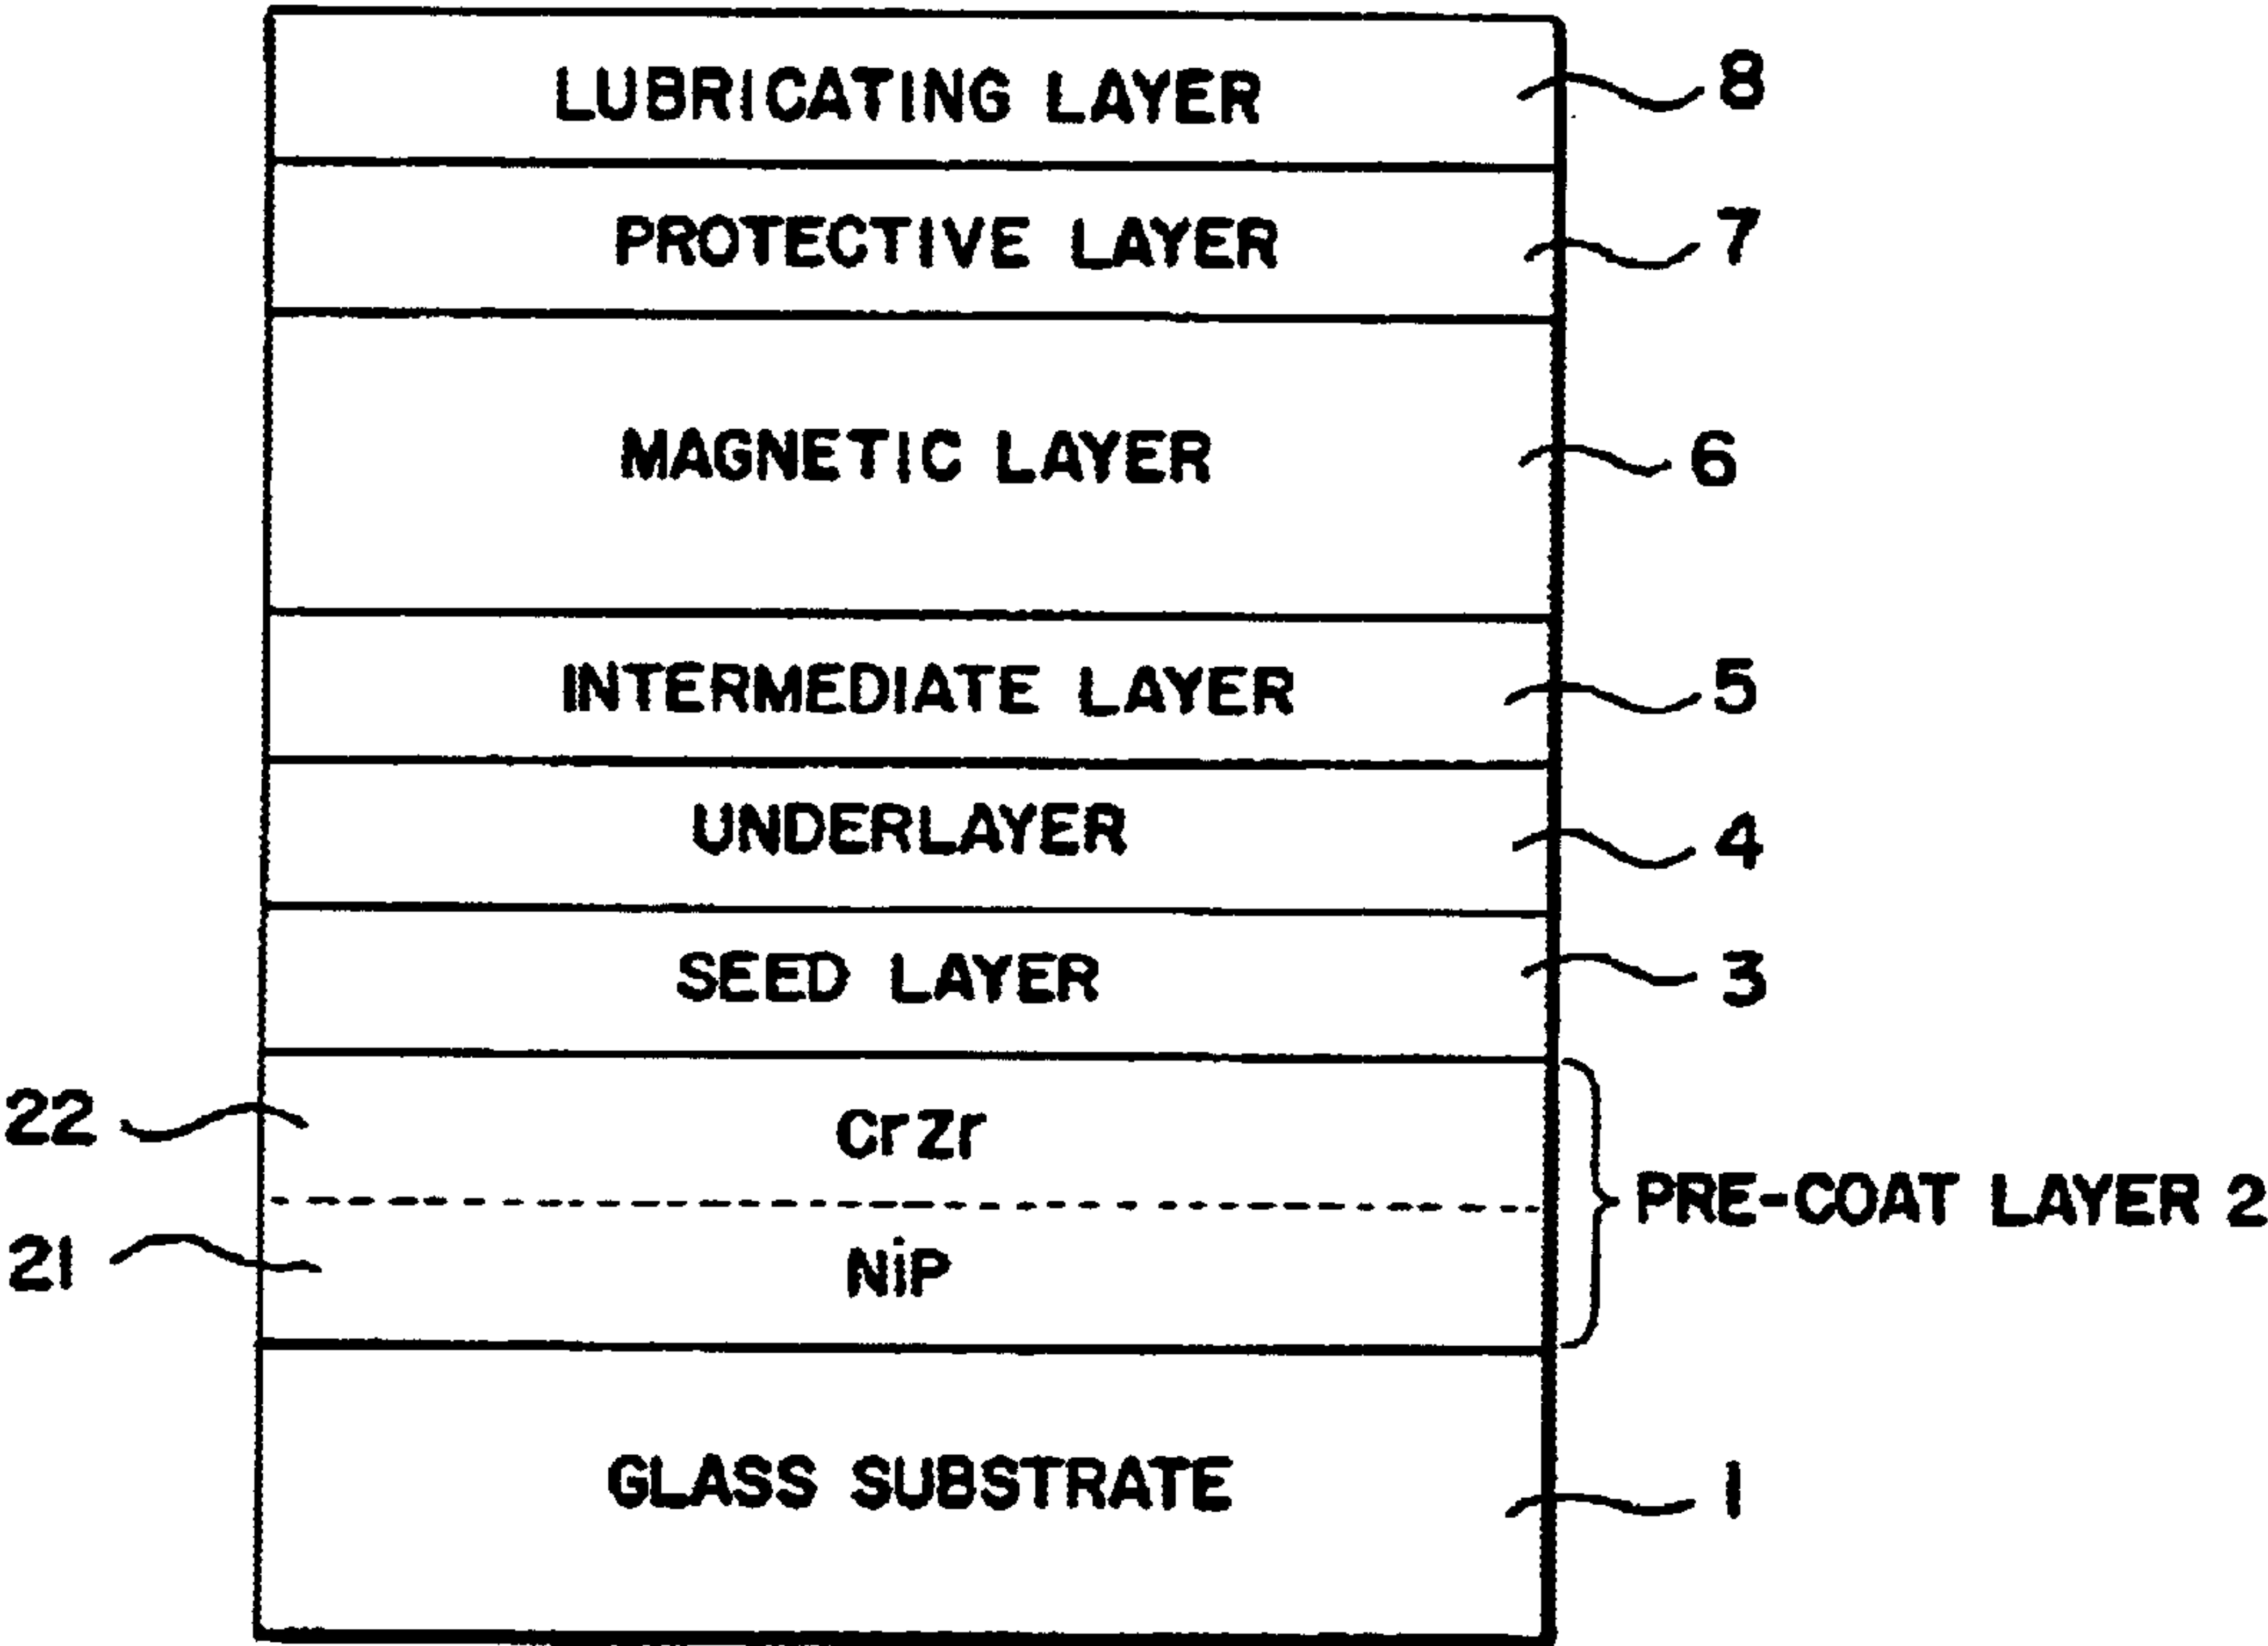 LUBRICATING LAYER 8
PROTECTIVE LAYER 7
MAGNETIC LAYER 6
INTERMEDIATE LAYER 5
UNDERLAYER 4
SEED LAYER 3
22 CrZr
PRE-COAT LAYER 2
21 NiP
GLASS SUBSTRATE 1